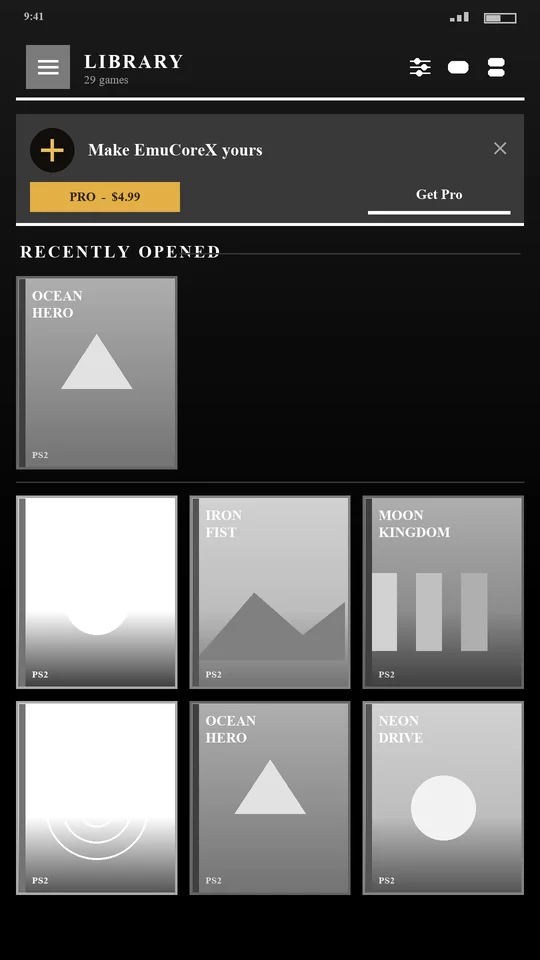 9:41
LIBRARY
29 games
Make EmuCoreX yours
PRO - $4.99
Get Pro
RECENTLY OPENED
OCEAN
HERO
PS2
IRON
FIST
MOON
KINGDOM
PS2
PS2
PS2
OCEAN
HERO
NEON
DRIVE
PS2
PS2
PS2